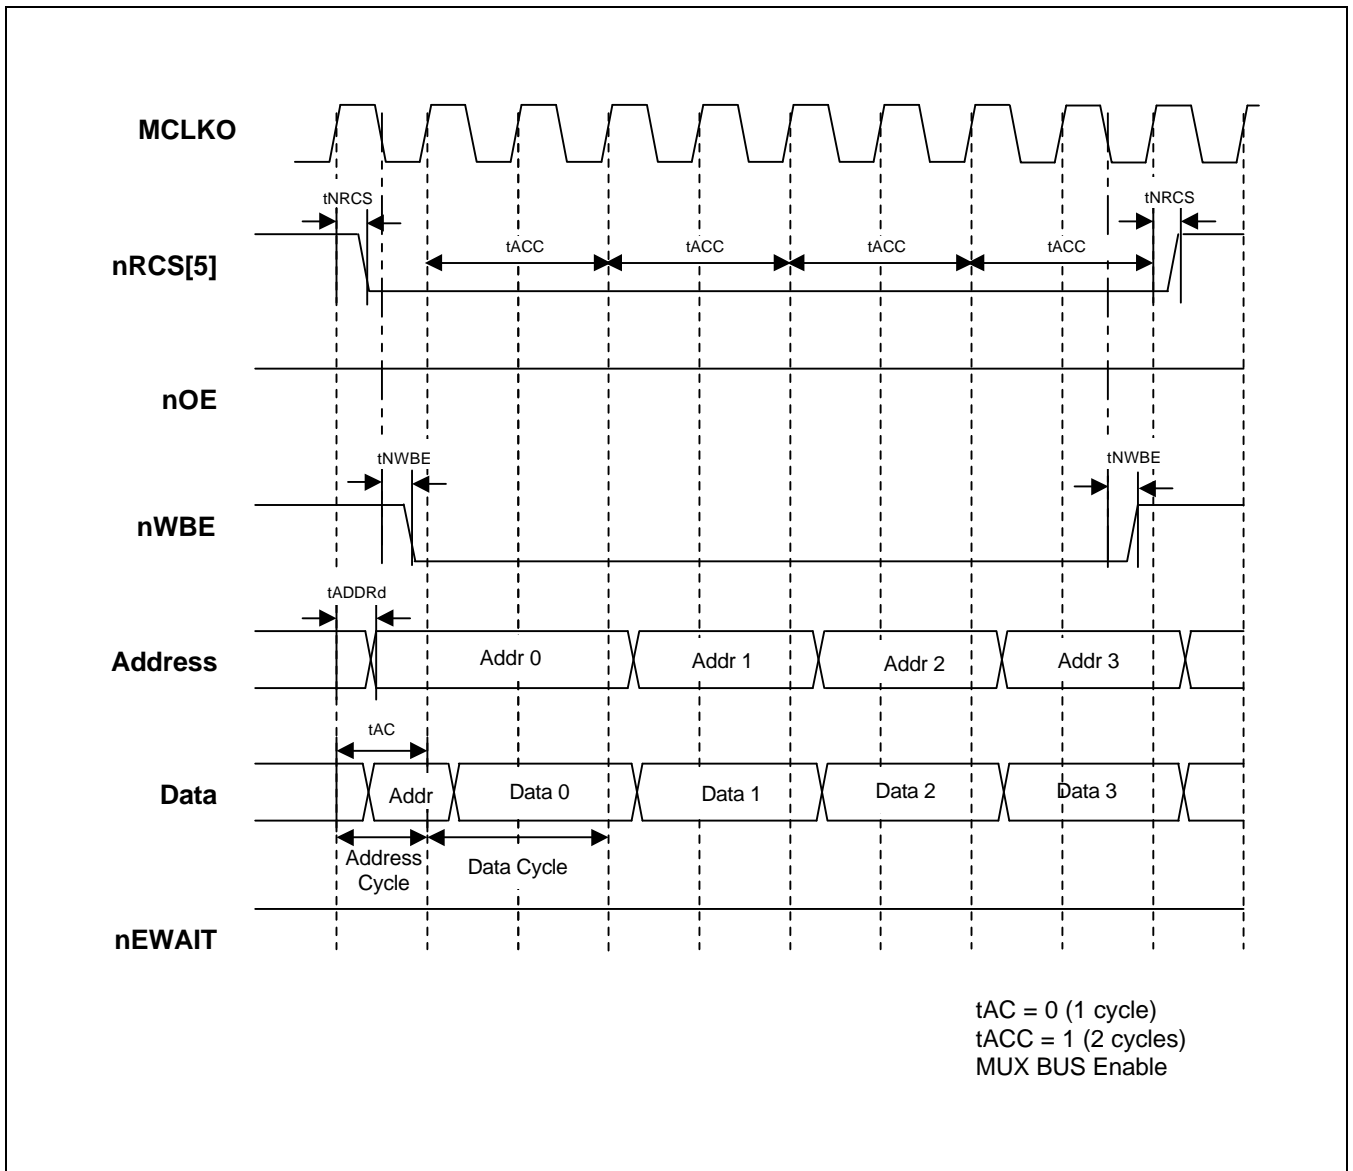 MCLKO
tNRCS
tNRCS
nRCS[5]
tACC
tACC
tACC
tACC
nOE
tNWBE
tNWBE
nWBE
tADDRd
Address
Addr 0
Addr 1
Addr 2
Addr 3
tAC
Data
Addr
Data 0
Data 1
Data 2
Data 3
Address
Cycle
Data Cycle
nEWAIT
tAC = 0 (1 cycle)
tACC = 1 (2 cycles)
MUX BUS Enable